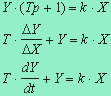 Y · (Tp + 1) = k · X
T · ΔY/ΔX + Y = k · X
T · dY/dt + Y = k · X